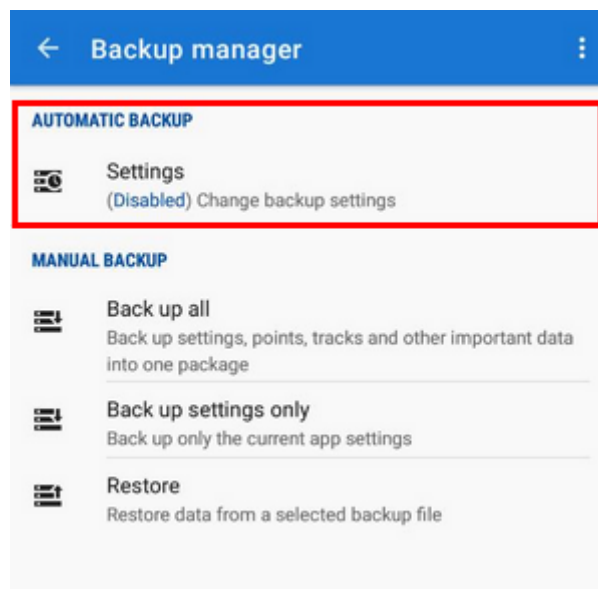 Backup manager
AUTOMATIC BACKUP
Settings
(Disabled) Change backup settings
MANUAL BACKUP
Back up all
Back up settings, points, tracks and other important data
into one package
Back up settings only
Back up only the current app settings
Restore
Restore data from a selected backup file